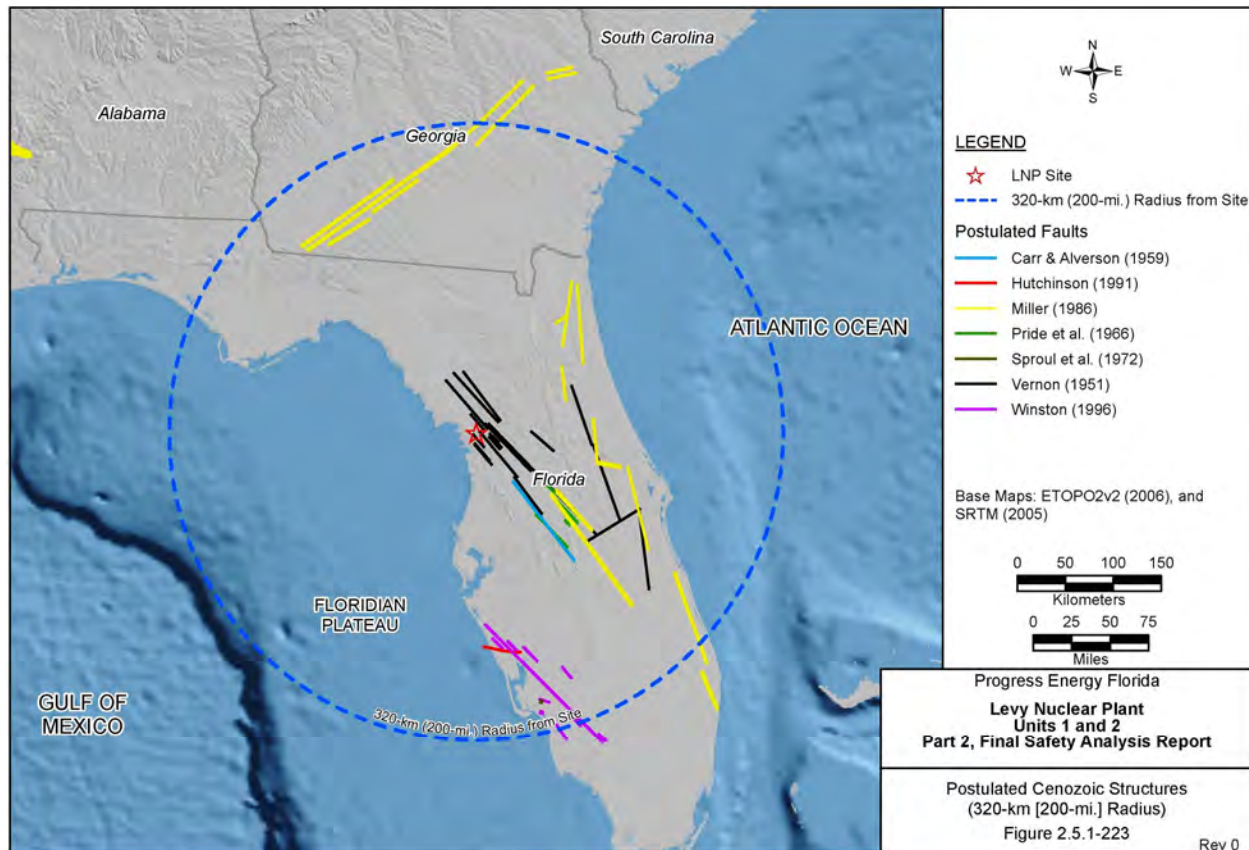 South Carolina
Alabama
Georgia
ATLANTIC OCEAN
Florida
FLORIDIAN
PLATEAU
GULF OF
MEXICO
320-km (200-mi.) Radius from Site
N
W E
S
LEGEND
LNP Site
320-km (200-mi.) Radius from Site
Postulated Faults
Carr & Alverson (1959)
Hutchinson (1991)
Miller (1986)
Pride et al. (1966)
Sproul et al. (1972)
Vernon (1951)
Winston (1996)
Base Maps: ETOPO2v2 (2006), and
SRTM (2005)
0 50 100 150
Kilometers
0 25 50 75
Miles
Progress Energy Florida
Levy Nuclear Plant
Units 1 and 2
Part 2, Final Safety Analysis Report
Postulated Cenozoic Structures
(320-km [200-mi.] Radius)
Figure 2.5.1-223
Rev 0